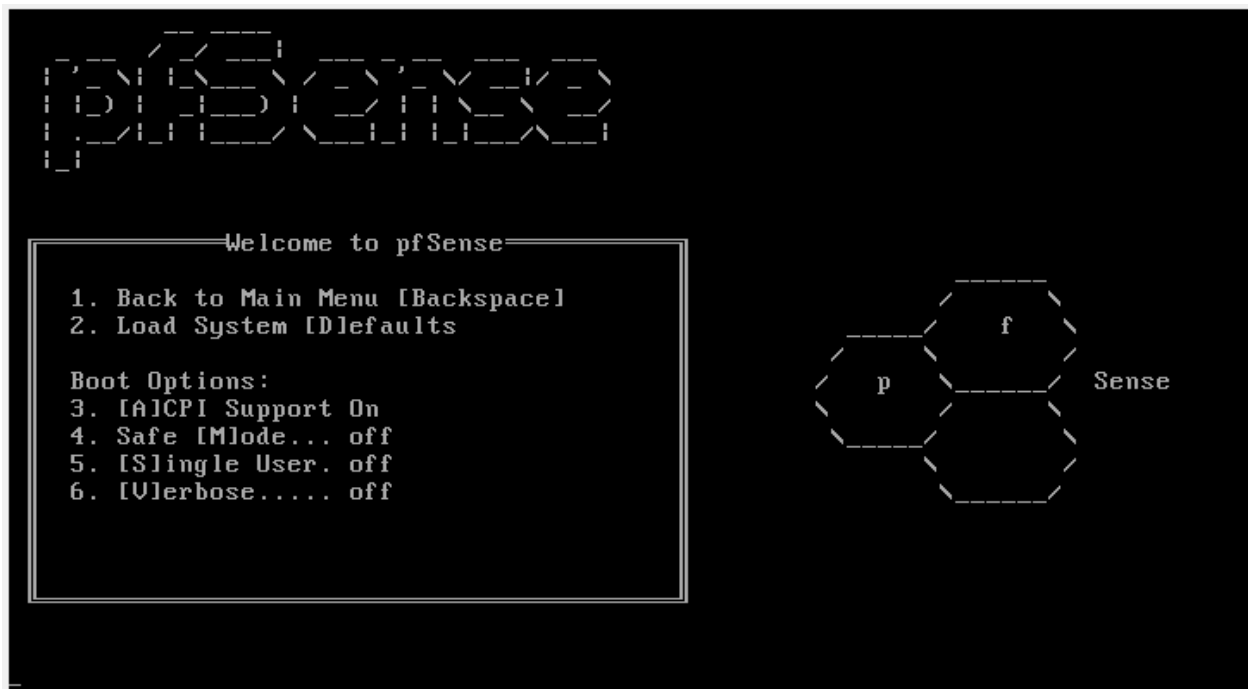 pfSense
Welcome to pfSense
1. Back to Main Menu [Backspace]
2. Load System [D]efaults
Boot Options:
3. [A]CPI Support On
4. Safe [M]ode... off
5. [S]ingle User. off
6. [V]erbose..... off
f
p
Sense